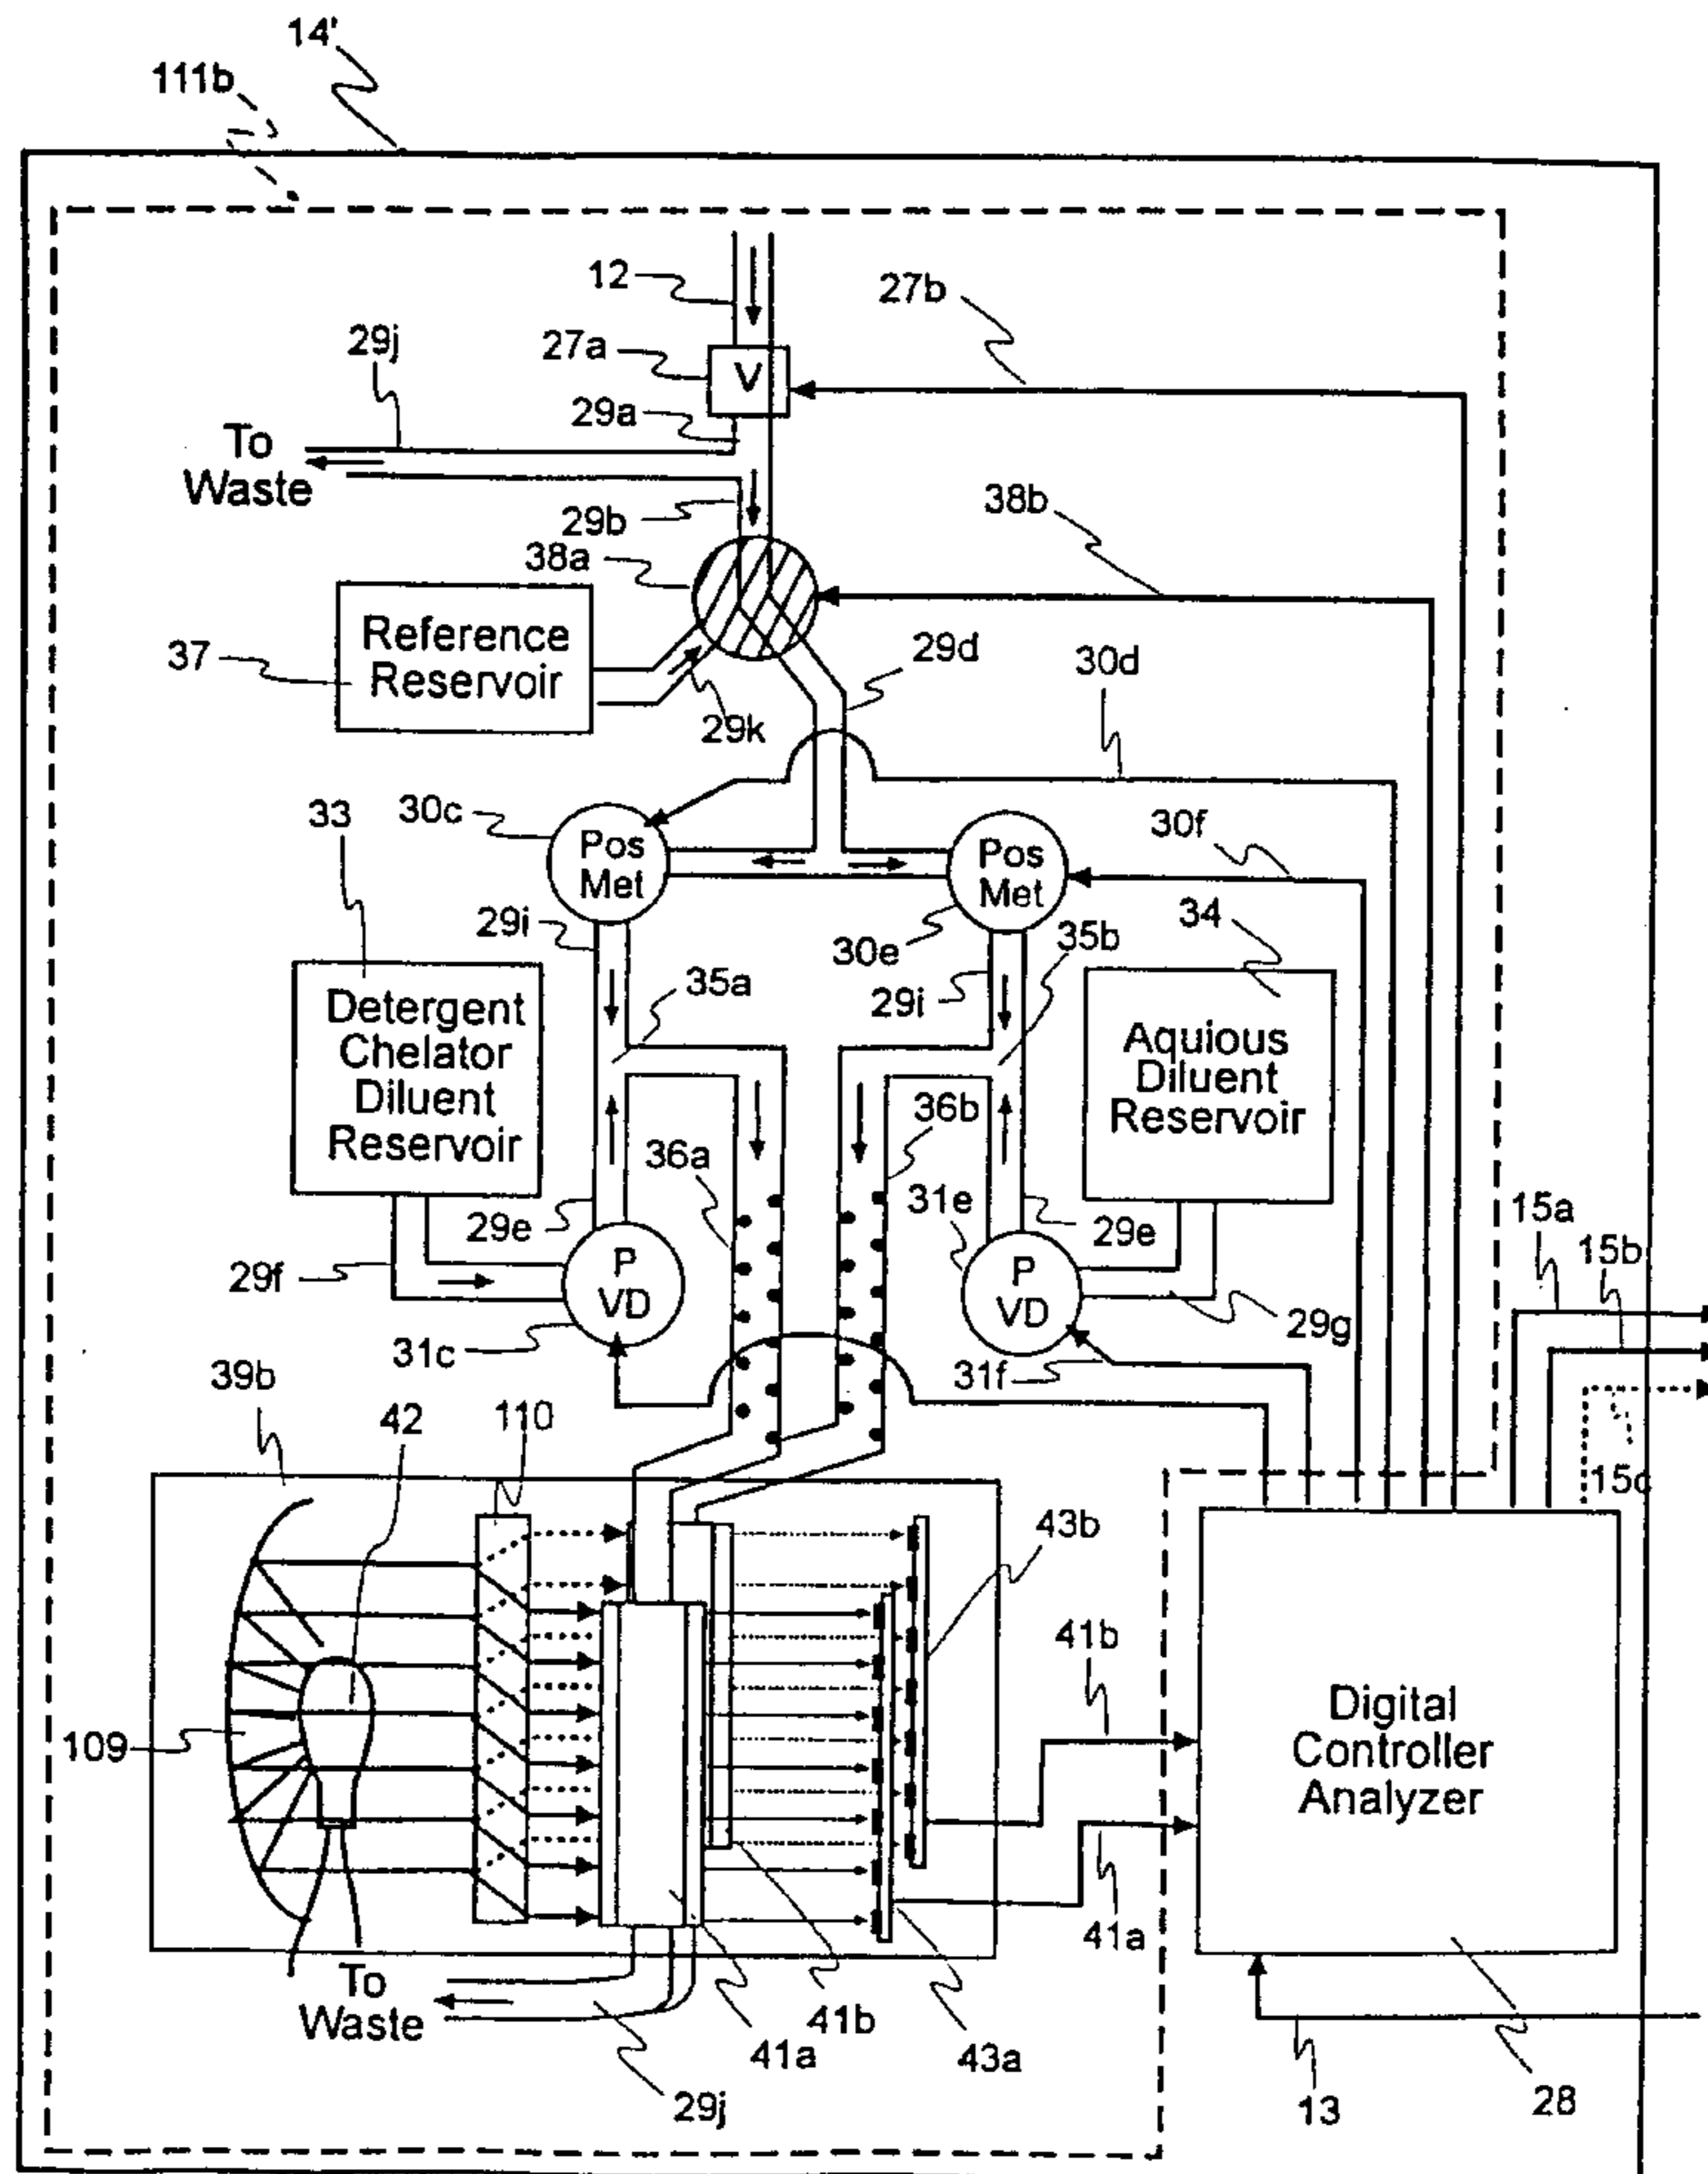 14'
111b
12
27b
29j
27a
V
29a
To
Waste
29b
38b
38a
Reference
Reservoir
37
29d
30d
29k
33
30c
Pos
Met
Pos
Met
30f
29i
30e
35b
34
35a
29i
Detergent
Chelator
Diluent
Reservoir
Aquious
Diluent
Reservoir
36b
36a
31e
29e
29e
15a
15b
29f
P
VD
P
VD
29g
31c
31f
39b
42
110
15c
43b
41b
109
Digital
Controller
Analyzer
41a
To
Waste
41b
41a
43a
29j
13
28